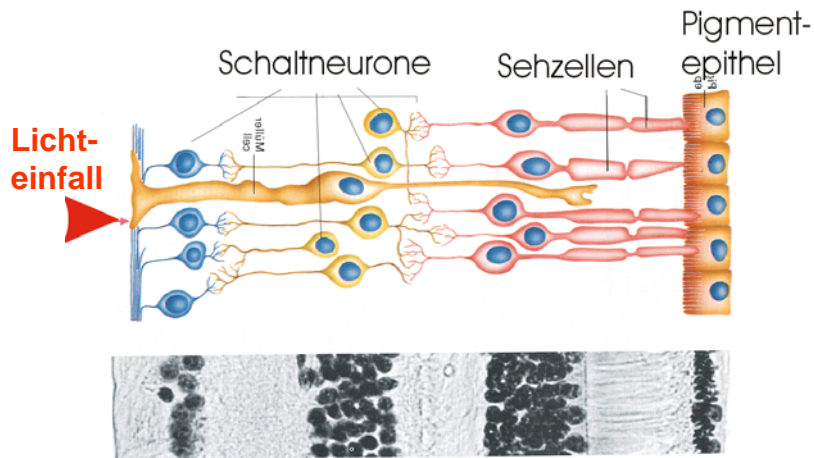 Pigment-
epithel
Schaltneurone
Sehzellen
Licht-
einfall
Müller
cell